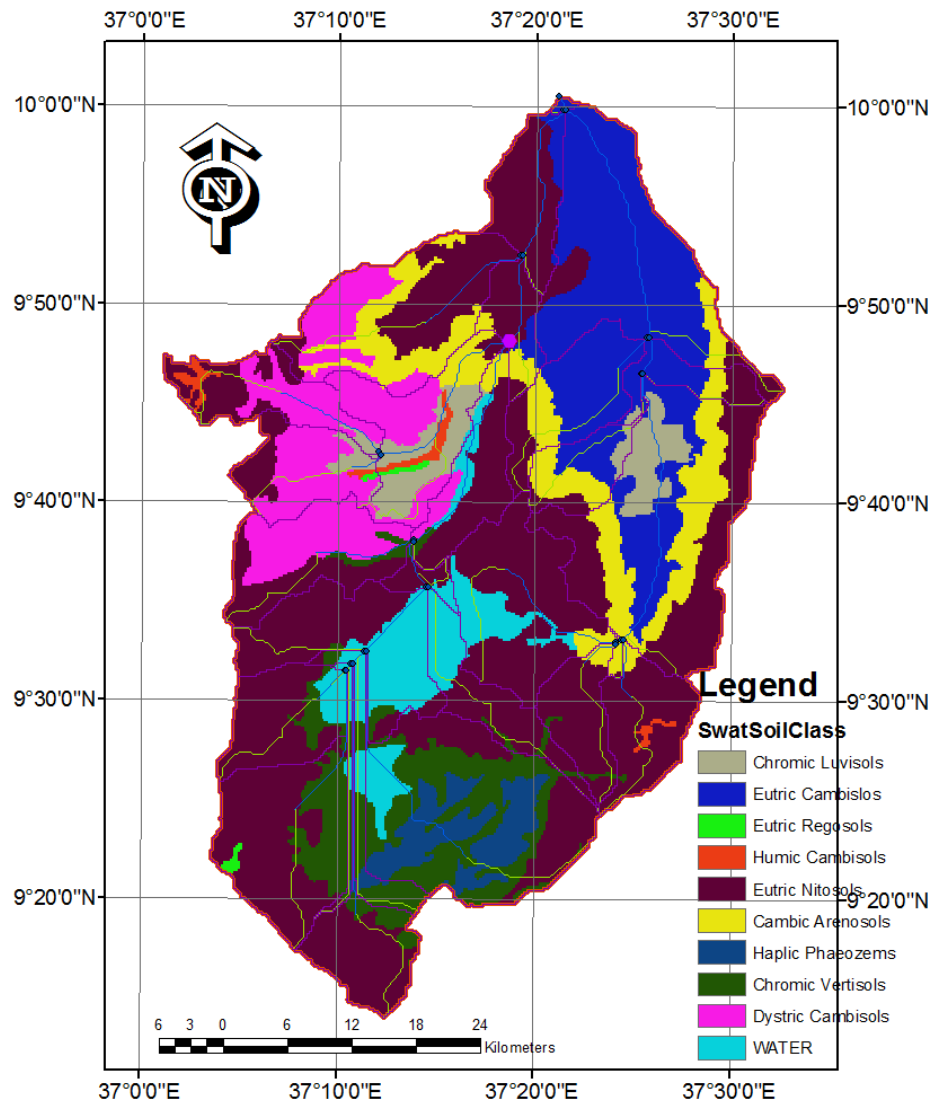 37°0'0"E 37°10'0"E 37°20'0"E 37°30'0"E
10°0'0"N 10°0'0"N
N
9°50'0"N 9°50'0"N
9°40'0"N 9°40'0"N
9°30'0"N 9°30'0"N
Legend
SwatSoilClass
Chromic Luvisols
Eutric Cambislos
Eutric Regosols
Humic Cambisols
Eutric Nitosols
9°20'0"N 9°20'0"N
Cambic Arenosols
Haplic Phaeozems
Chromic Vertisols
Dystric Cambisols
WATER
6 3 0 6 12 18 24
Kilometers
37°0'0"E 37°10'0"E 37°20'0"E 37°30'0"E